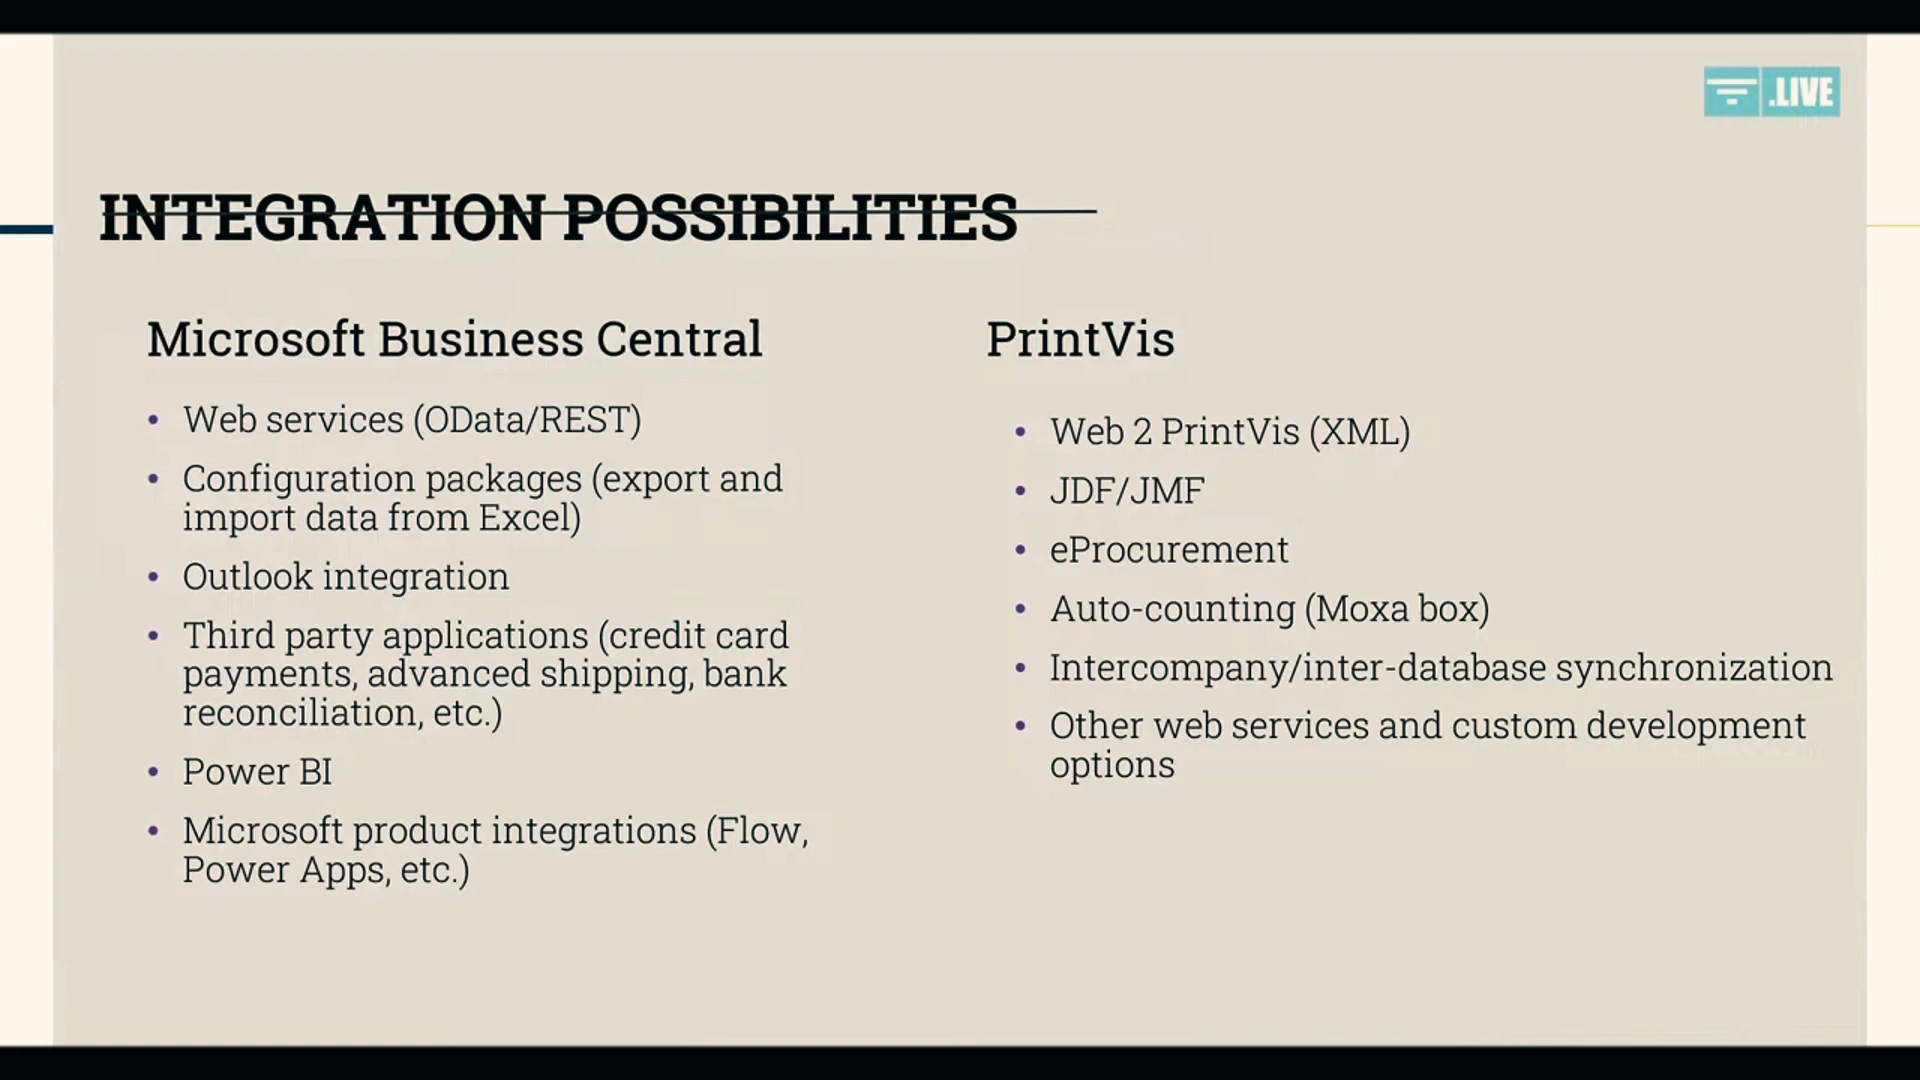 .LIVE
INTEGRATION POSSIBILITIES
Microsoft Business Central
• Web services (OData/REST)
• Configuration packages (export and
import data from Excel)
• Outlook integration
• Third party applications (credit card
payments, advanced shipping, bank
reconciliation, etc.)
• Power BI
• Microsoft product integrations (Flow,
Power Apps, etc.)
PrintVis
• Web 2 PrintVis (XML)
• JDF/JMF
• eProcurement
• Auto-counting (Moxa box)
• Intercompany/inter-database synchronization
• Other web services and custom development
options